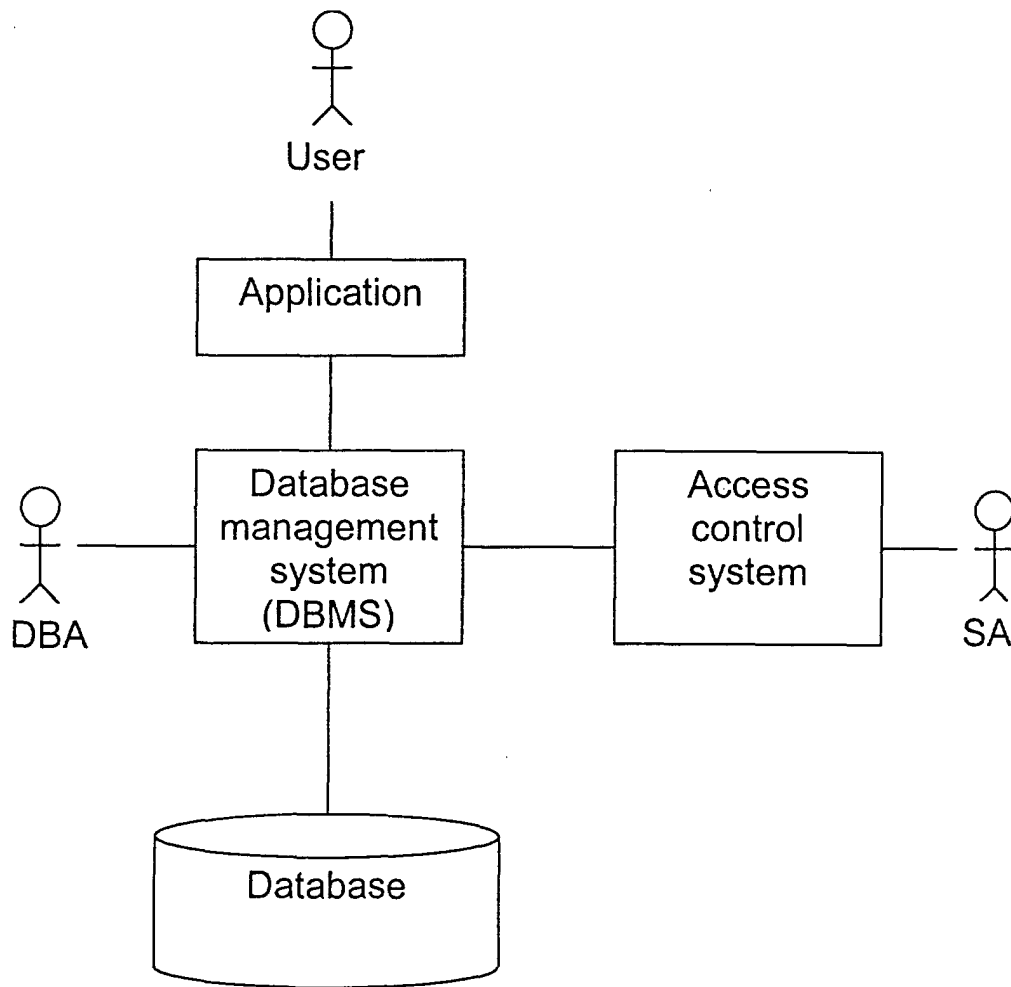 User
Application
Database
management
system
(DBMS)
Access
control
system
DBA
SA
Database